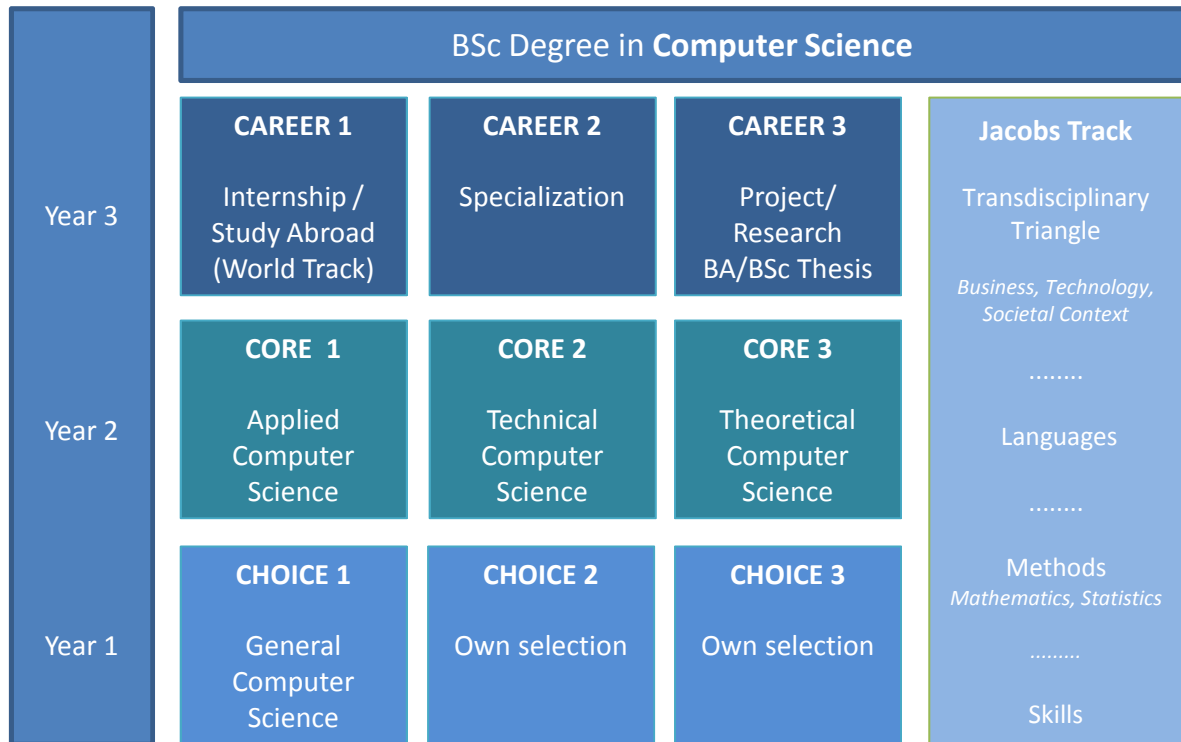 BSc Degree in Computer Science
Year 3
CAREER 1
Internship /
Study Abroad
(World Track)
CAREER 2
Specialization
CAREER 3
Project/
Research
BA/BSc Thesis
Year 2
CORE 1
Applied
Computer
Science
CORE 2
Technical
Computer
Science
CORE 3
Theoretical
Computer
Science
Year 1
CHOICE 1
General
Computer
Science
CHOICE 2
Own selection
CHOICE 3
Own selection
Jacobs Track
Transdisciplinary
Triangle
Business, Technology,
Societal Context
........
Languages
........
Methods
Mathematics, Statistics
.........
Skills